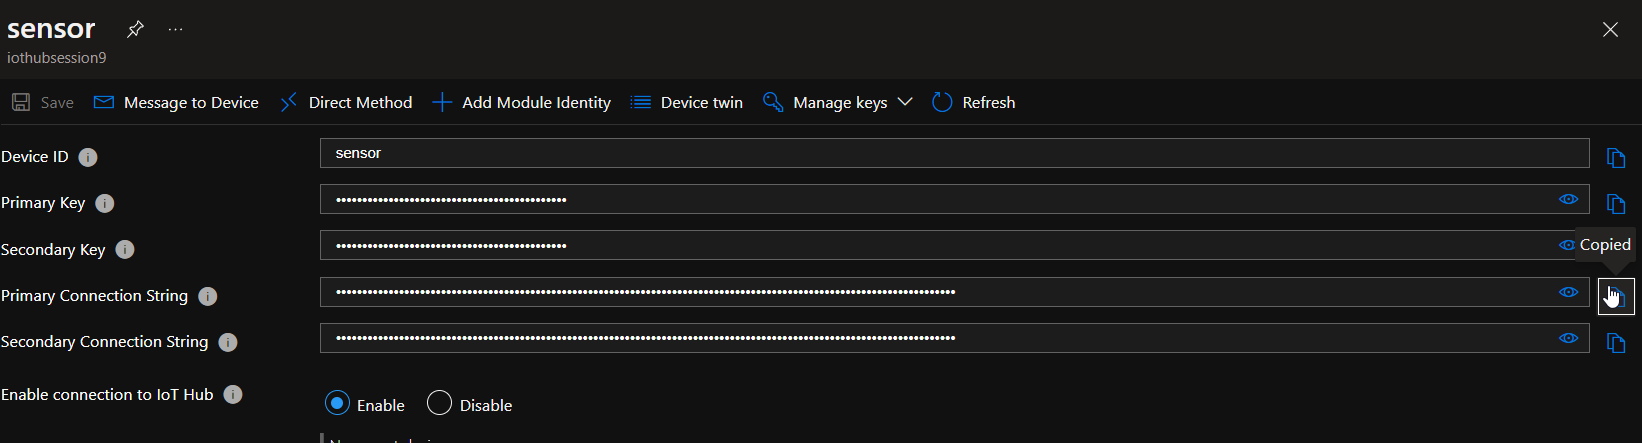 sensor
iothubsession9
Save Message to Device Direct Method Add Module Identity Device twin Manage keys Refresh
Device ID sensor
Primary Key
Secondary Key
Copied
Primary Connection String
Secondary Connection String
Enable connection to IoT Hub Enable Disable